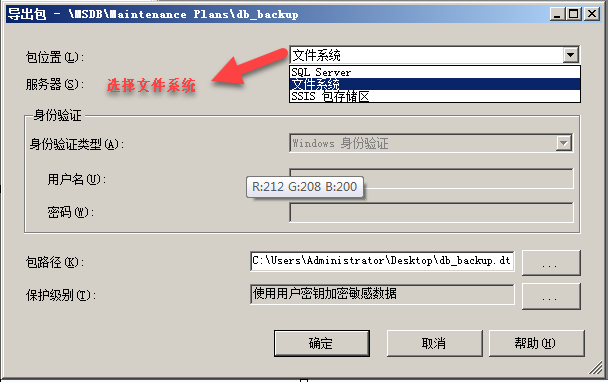 导出包 - \MSDB\Maintenance Plans\db_backup
包位置(L):
文件系统
SQL Server
文件系统
SSIS 包存储区
服务器(S):
选择文件系统
身份验证
身份验证类型(A):
Windows 身份验证
用户名(U):
R:212 G:208 B:200
密码(W):
包路径(K):
C:\Users\Administrator\Desktop\db_backup.dt
...
保护级别(T):
使用用户密钥加密敏感数据
...
确定
取消
帮助(H)